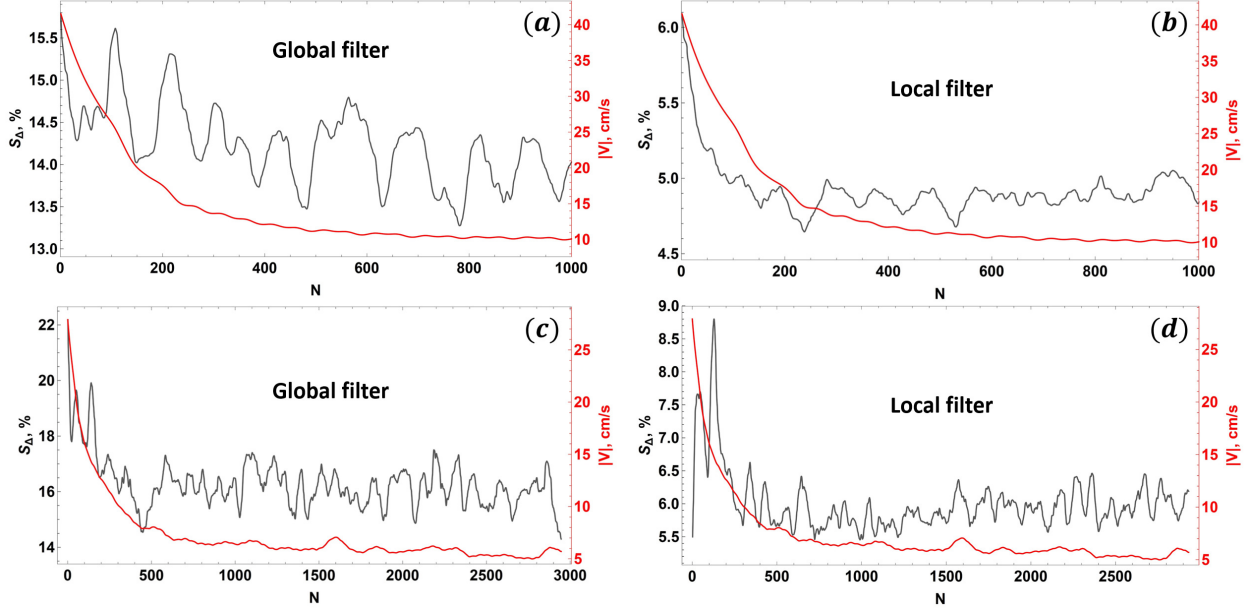 (a)
Global filter
15.5
15.0
14.5
14.0
13.5
13.0
S_Δ, %
40
35
30
25
20
15
10
|V|, cm/s
0 200 400 600 800 1000
N
(b)
Local filter
6.0
5.5
5.0
4.5
S_Δ, %
40
35
30
25
20
15
10
|V|, cm/s
0 200 400 600 800 1000
N
(c)
Global filter
22
20
18
16
14
S_Δ, %
25
20
15
10
5
|V|, cm/s
0 500 1000 1500 2000 2500 3000
N
(d)
Local filter
9.0
8.5
8.0
7.5
7.0
6.5
6.0
5.5
S_Δ, %
25
20
15
10
5
|V|, cm/s
0 500 1000 1500 2000 2500
N